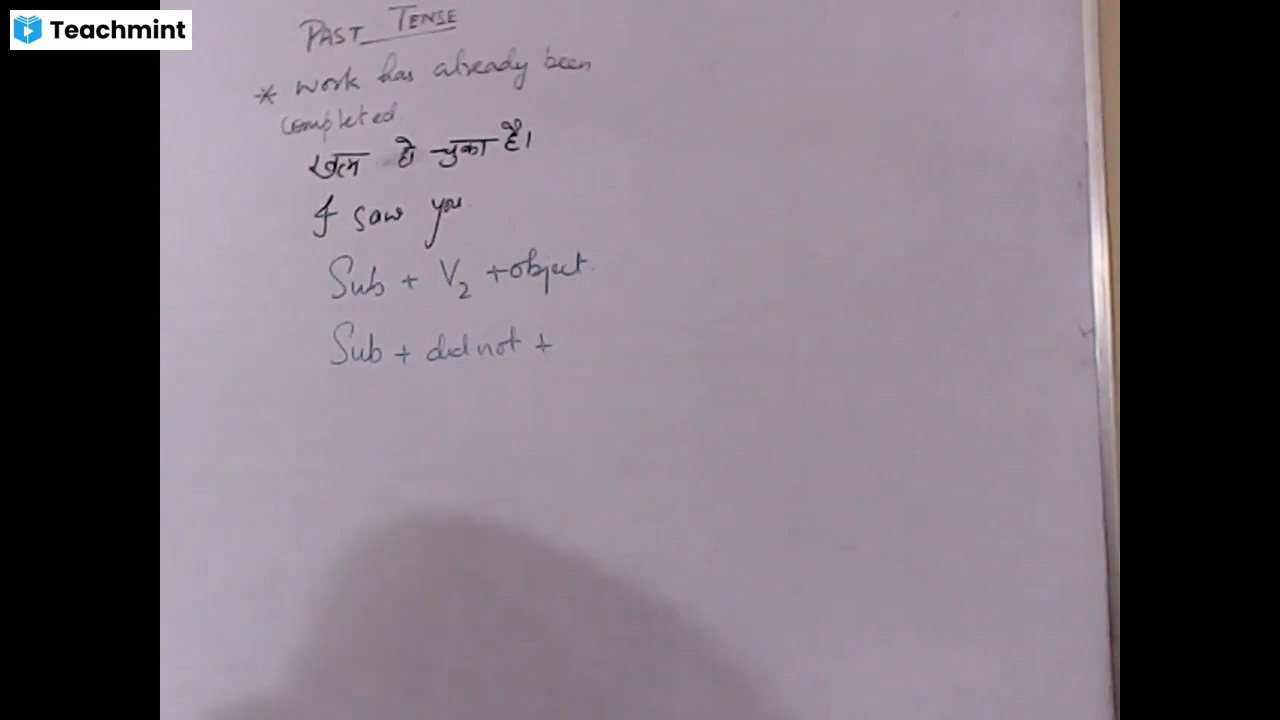 Teachmint
PAST TENSE
* work has already been
completed.
खत्म हो चुका है।
I saw you
Sub + V2 + object.
Sub + did not +